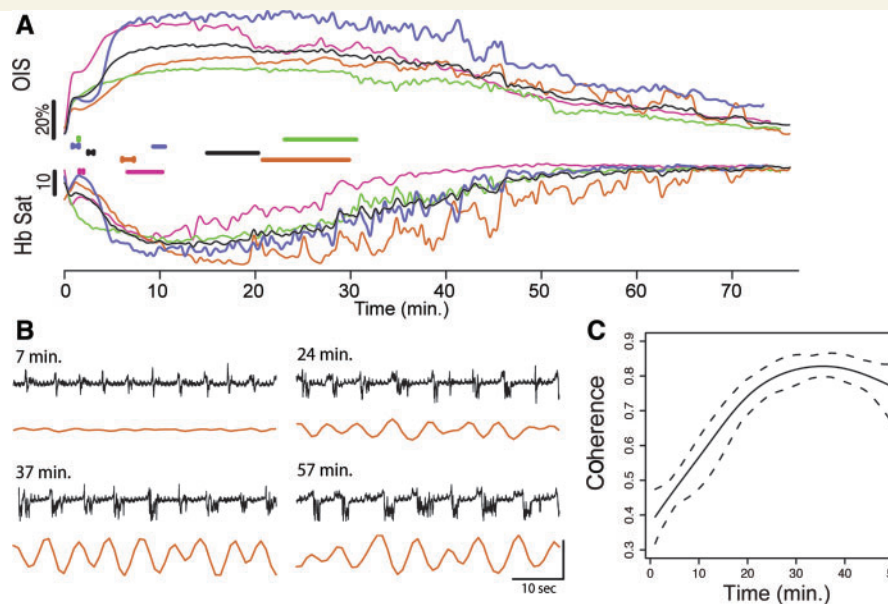 A
OIS
20%
10
Hb Sat
0 10 20 30 40 50 60 70
Time (min.)
B
7 min.
24 min.
37 min.
57 min.
10 sec
C
Coherence
0.9
0.8
0.7
0.6
0.5
0.4
0.3
0 10 20 30 40
Time (min.)